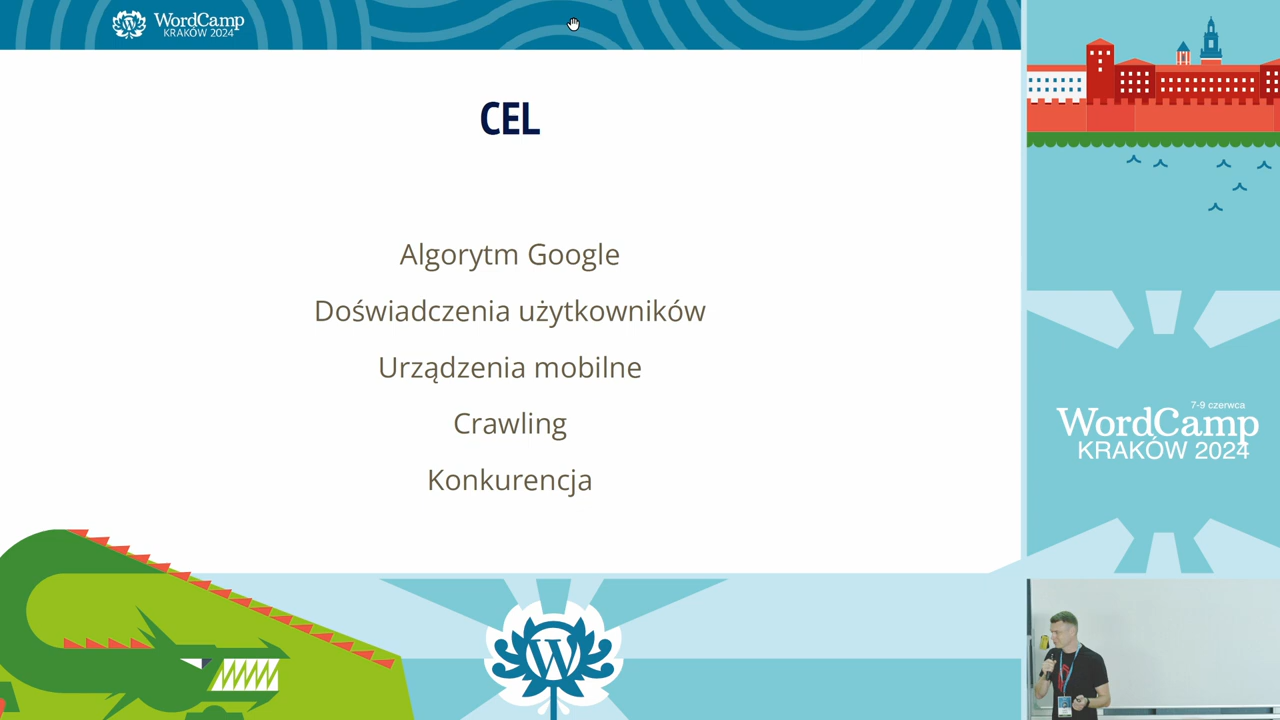 WordCamp
KRAKÓW 2024
CEL
Algorytm Google
Doświadczenia użytkowników
Urządzenia mobilne
Crawling
Konkurencja
7-9 czerwca
WordCamp
KRAKÓW 2024
W